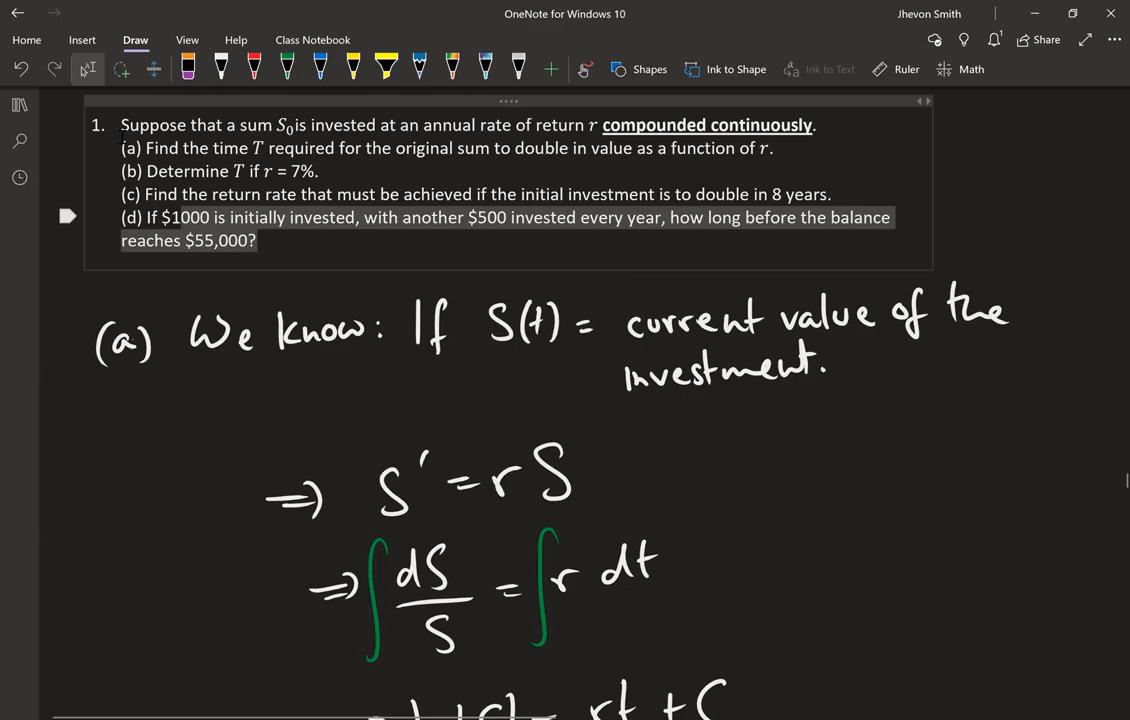 OneNote for Windows 10
Jhevon Smith
Home Insert Draw View Help Class Notebook
Share
Shapes Ink to Shape Ink to Text Ruler Math
1. Suppose that a sum S₀is invested at an annual rate of return r compounded continuously.
(a) Find the time T required for the original sum to double in value as a function of r.
(b) Determine T if r = 7%.
(c) Find the return rate that must be achieved if the initial investment is to double in 8 years.
(d) If $1000 is initially invested, with another $500 invested every year, how long before the balance
reaches $55,000?
(a) We know: If S(t) = current value of the
investment.
⇒ S' = rS
⇒ ∫ dS/S = ∫ r dt
rt + C